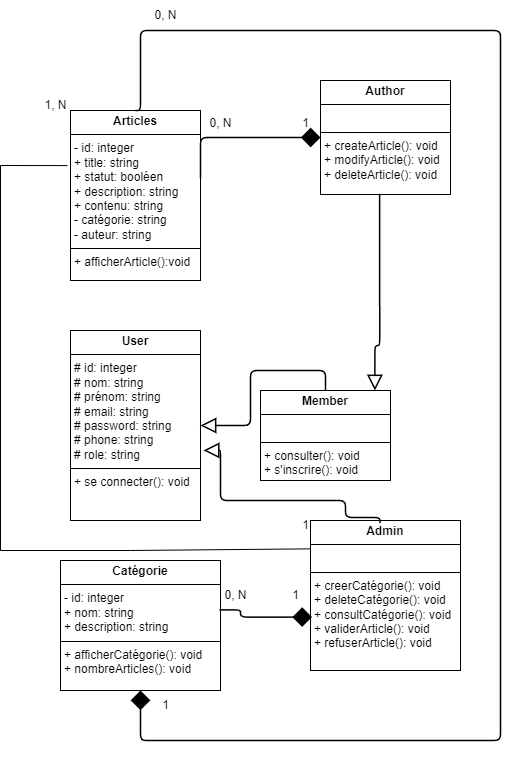 0, N
Author
+ createArticle(): void
+ modifyArticle(): void
+ deleteArticle(): void
1, N
Articles
- id: integer
+ title: string
+ statut: booléen
+ description: string
+ contenu: string
- catégorie: string
- auteur: string
+ afficherArticle():void
0, N
1
User
# id: integer
# nom: string
# prénom: string
# email: string
# password: string
# phone: string
# role: string
+ se connecter(): void
Member
+ consulter(): void
+ s'inscrire(): void
1
Admin
+ creerCatégorie(): void
+ deleteCatégorie(): void
+ consultCatégorie(): void
+ validerArticle(): void
+ refuserArticle(): void
Catégorie
- id: integer
+ nom: string
+ description: string
+ afficherCatégorie(): void
+ nombreArticles(): void
0, N
1
1